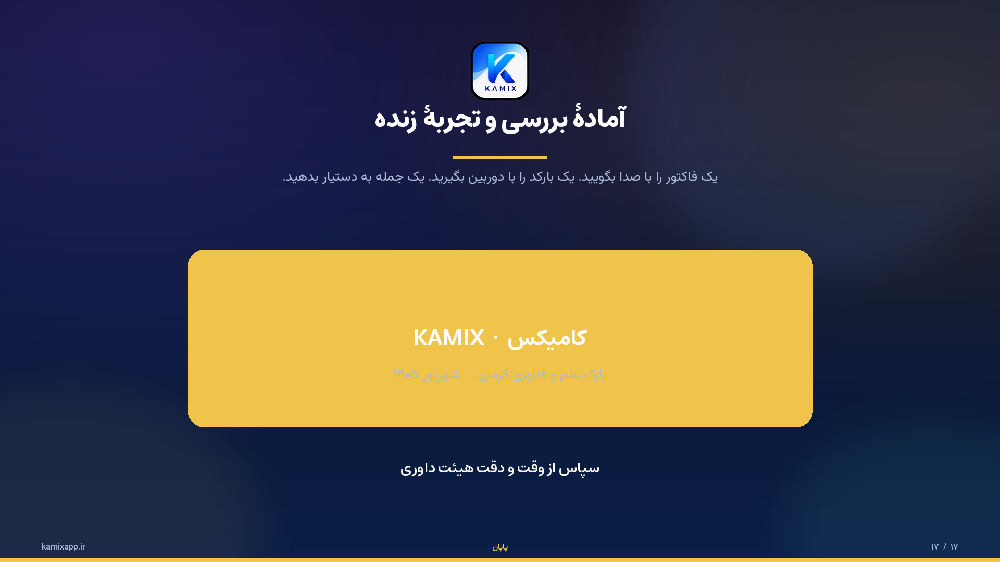 KAMIX
آمادهٔ بررسی و تجربهٔ زنده
یک فاکتور را با صدا بگویید. یک بارکد را با دوربین بگیرید. یک جمله به دستیار بدهید.
کامیکس · KAMIX
پارک علم و فناوری کرمان · شهریور ۱۴۰۵
سپاس از وقت و دقت هیئت داوری
۱۷ / ۱۷
پایان
kamixapp.ir